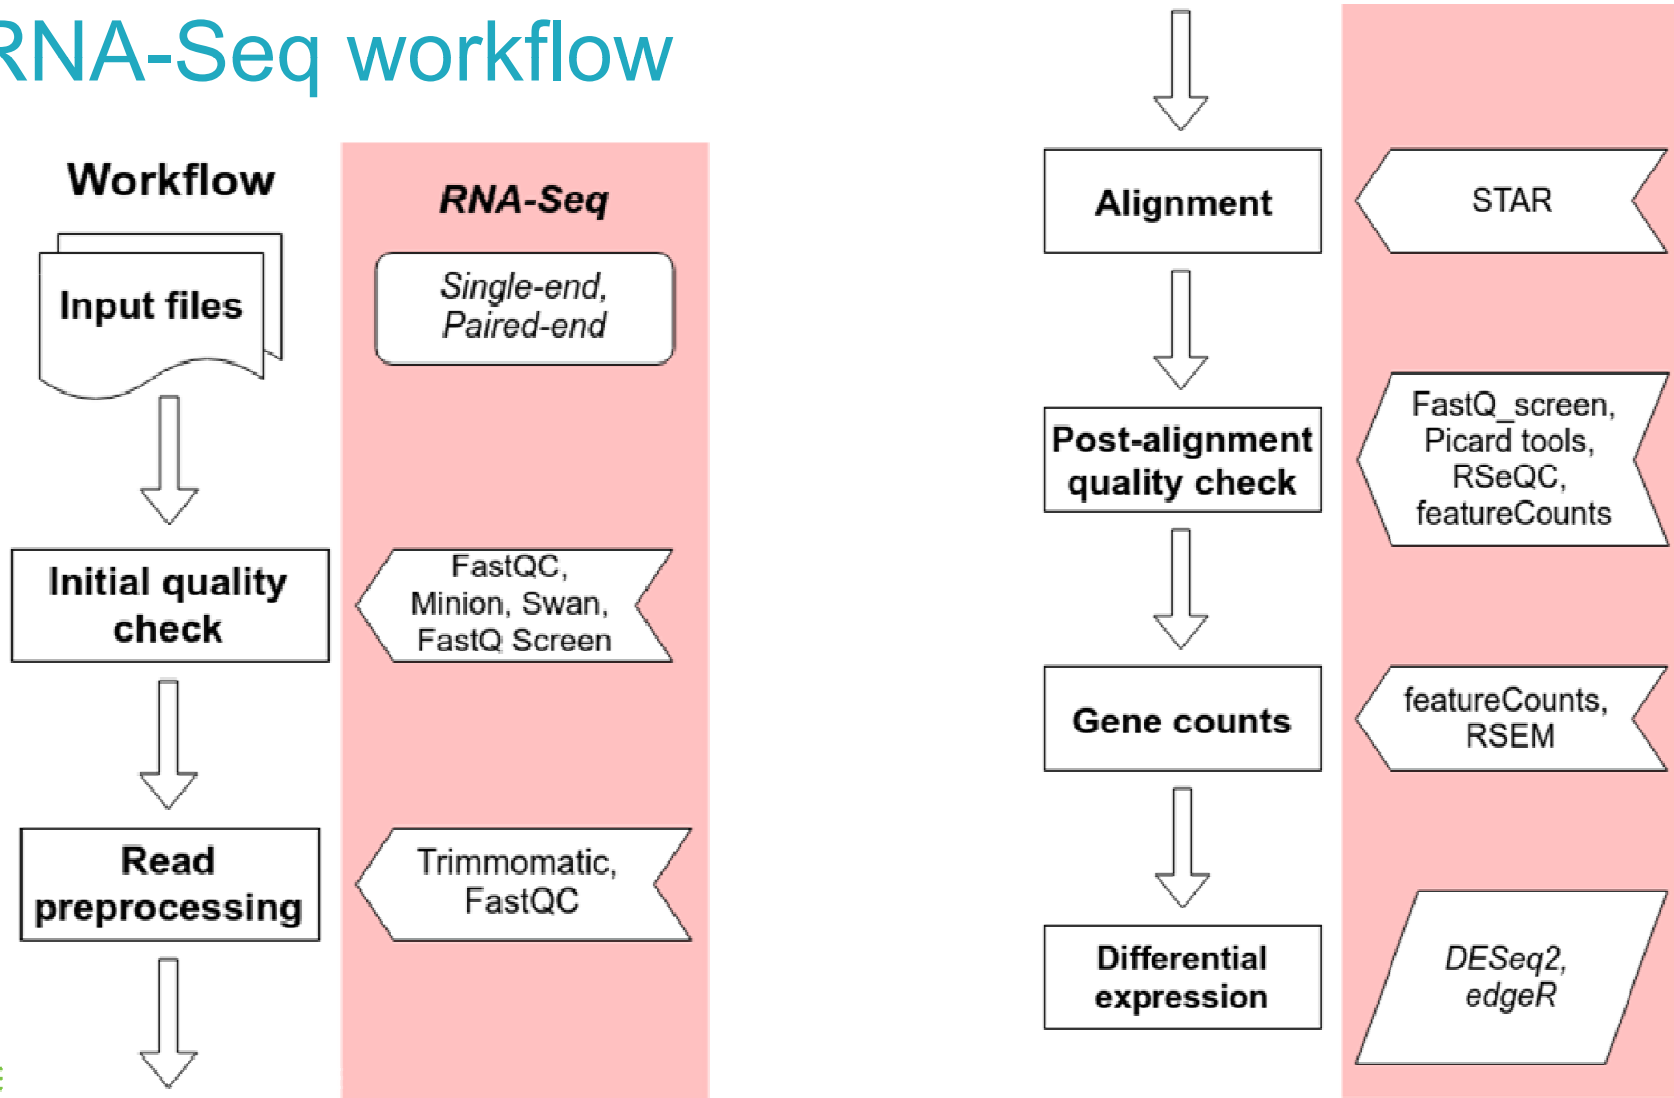 RNA-Seq workflow
Workflow
RNA-Seq
Input files
Single-end,
Paired-end
Initial quality
check
FastQC,
Minion, Swan,
FastQ Screen
Read
preprocessing
Trimmomatic,
FastQC
Alignment
STAR
Post-alignment
quality check
FastQ_screen,
Picard tools,
RSeQC,
featureCounts
Gene counts
featureCounts,
RSEM
Differential
expression
DESeq2,
edgeR